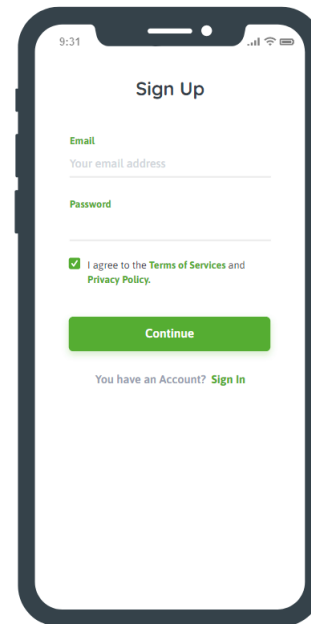 9:31
Sign Up
Email
Your email address
Password
I agree to the Terms of Services and
Privacy Policy.
Continue
You have an Account? Sign In